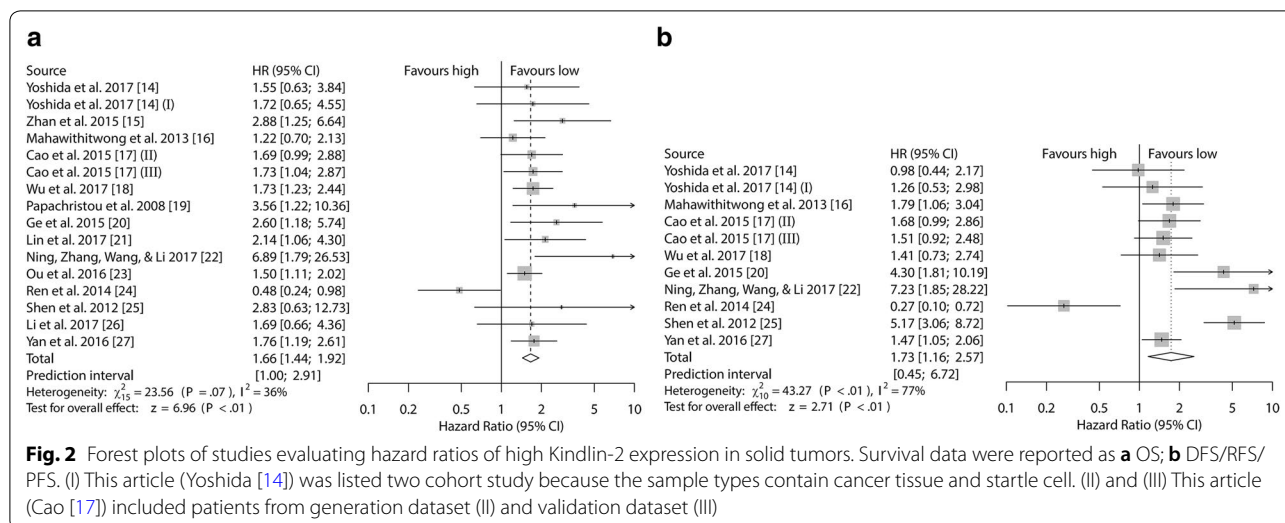 a
Source HR (95% CI) Favours high Favours low
Yoshida et al. 2017 [14] 1.55 [0.63; 3.84]
Yoshida et al. 2017 [14] (I) 1.72 [0.65; 4.55]
Zhan et al. 2015 [15] 2.88 [1.25; 6.64]
Mahawithitwong et al. 2013 [16] 1.22 [0.70; 2.13]
Cao et al. 2015 [17] (II) 1.69 [0.99; 2.88]
Cao et al. 2015 [17] (III) 1.73 [1.04; 2.87]
Wu et al. 2017 [18] 1.73 [1.23; 2.44]
Papachristou et al. 2008 [19] 3.56 [1.22; 10.36]
Ge et al. 2015 [20] 2.60 [1.18; 5.74]
Lin et al. 2017 [21] 2.14 [1.06; 4.30]
Ning, Zhang, Wang, & Li 2017 [22] 6.89 [1.79; 26.53]
Ou et al. 2016 [23] 1.50 [1.11; 2.02]
Ren et al. 2014 [24] 0.48 [0.24; 0.98]
Shen et al. 2012 [25] 2.83 [0.63; 12.73]
Li et al. 2017 [26] 1.69 [0.66; 4.36]
Yan et al. 2016 [27] 1.76 [1.19; 2.61]
Total 1.66 [1.44; 1.92]
Prediction interval [1.00; 2.91]
Heterogeneity: χ²₁₅ = 23.56 (P = .07), I² = 36%
Test for overall effect: z = 6.96 (P < .01)
0.1 0.5 1 2 5 10
Hazard Ratio (95% CI)
b
Source HR (95% CI) Favours high Favours low
Yoshida et al. 2017 [14] 0.98 [0.44; 2.17]
Yoshida et al. 2017 [14] (I) 1.26 [0.53; 2.98]
Mahawithitwong et al. 2013 [16] 1.79 [1.06; 3.04]
Cao et al. 2015 [17] (II) 1.68 [0.99; 2.86]
Cao et al. 2015 [17] (III) 1.51 [0.92; 2.48]
Wu et al. 2017 [18] 1.41 [0.73; 2.74]
Ge et al. 2015 [20] 4.30 [1.81; 10.19]
Ning, Zhang, Wang, & Li 2017 [22] 7.23 [1.85; 28.22]
Ren et al. 2014 [24] 0.27 [0.10; 0.72]
Shen et al. 2012 [25] 5.17 [3.06; 8.72]
Yan et al. 2016 [27] 1.47 [1.05; 2.06]
Total 1.73 [1.16; 2.57]
Prediction interval [0.45; 6.72]
Heterogeneity: χ²₁₀ = 43.27 (P < .01), I² = 77%
Test for overall effect: z = 2.71 (P < .01)
0.1 0.5 1 2 5 10
Hazard Ratio (95% CI)
Fig. 2 Forest plots of studies evaluating hazard ratios of high Kindlin-2 expression in solid tumors. Survival data were reported as a OS; b DFS/RFS/
PFS. (I) This article (Yoshida [14]) was listed two cohort study because the sample types contain cancer tissue and startle cell. (II) and (III) This article
(Cao [17]) included patients from generation dataset (II) and validation dataset (III)